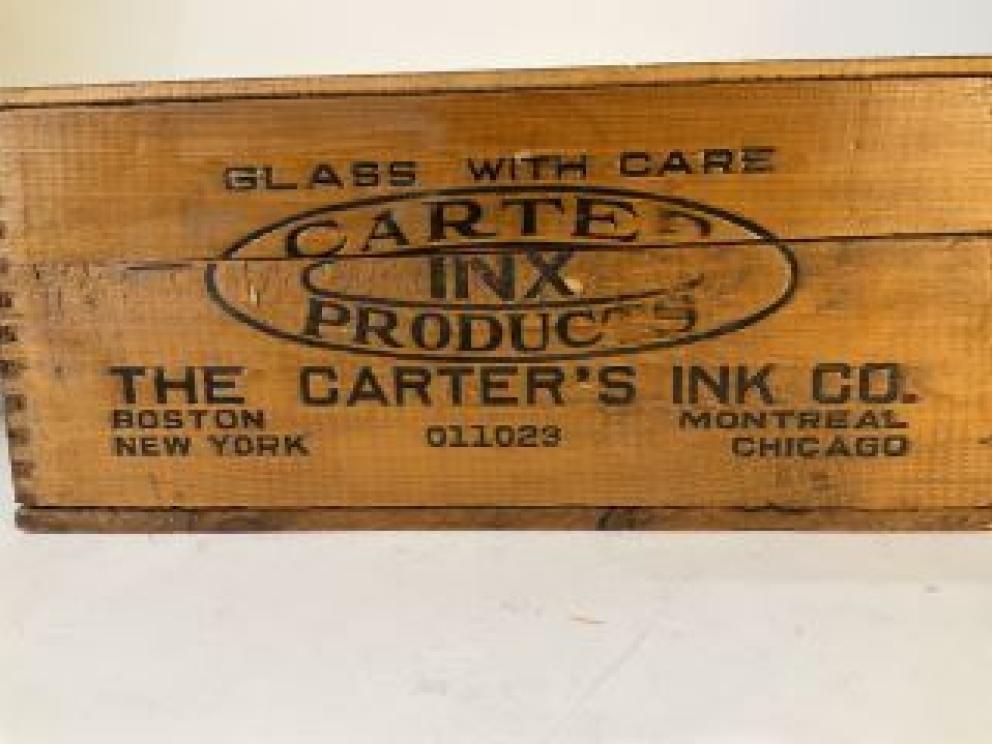 GLASS WITH CARE
CARTER
INX
PRODUCTS
THE CARTER'S INK CO.
BOSTON
NEW YORK
011023
MONTREAL
CHICAGO